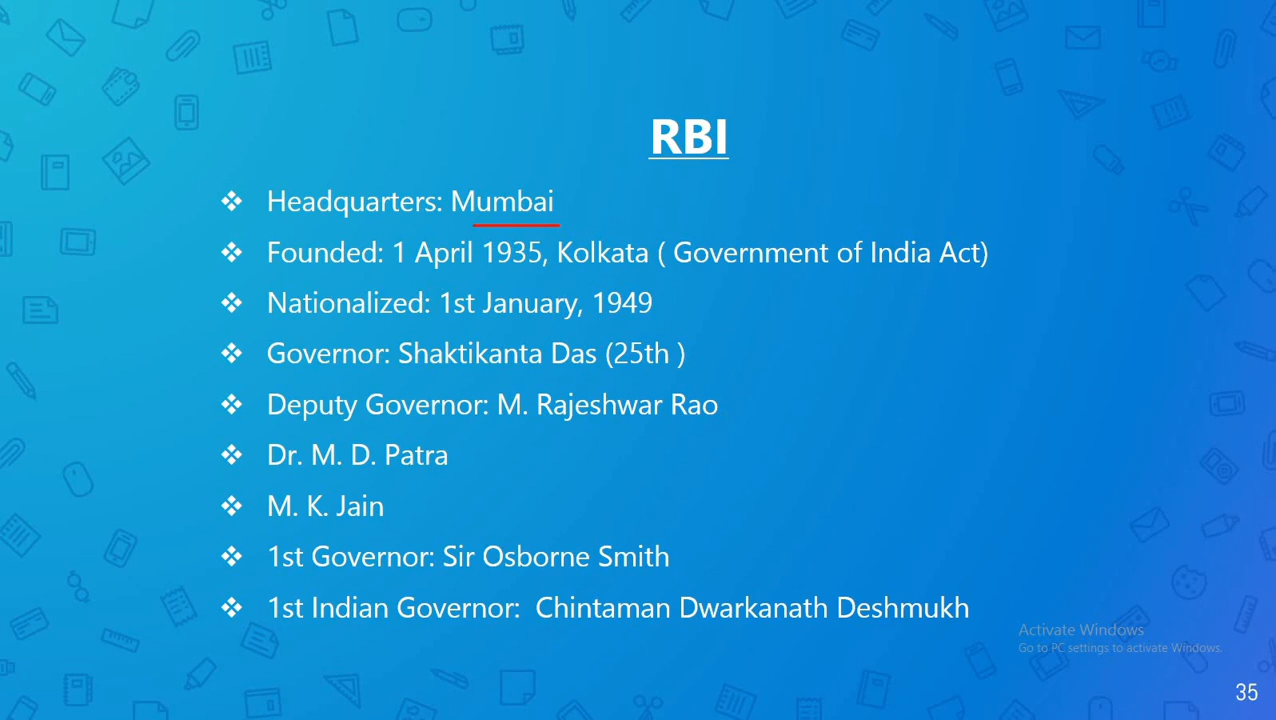 RBI
❖ Headquarters: Mumbai
❖ Founded: 1 April 1935, Kolkata ( Government of India Act)
❖ Nationalized: 1st January, 1949
❖ Governor: Shaktikanta Das (25th )
❖ Deputy Governor: M. Rajeshwar Rao
❖ Dr. M. D. Patra
❖ M. K. Jain
❖ 1st Governor: Sir Osborne Smith
❖ 1st Indian Governor:  Chintaman Dwarkanath Deshmukh
Activate Windows
Go to PC settings to activate Windows.
35